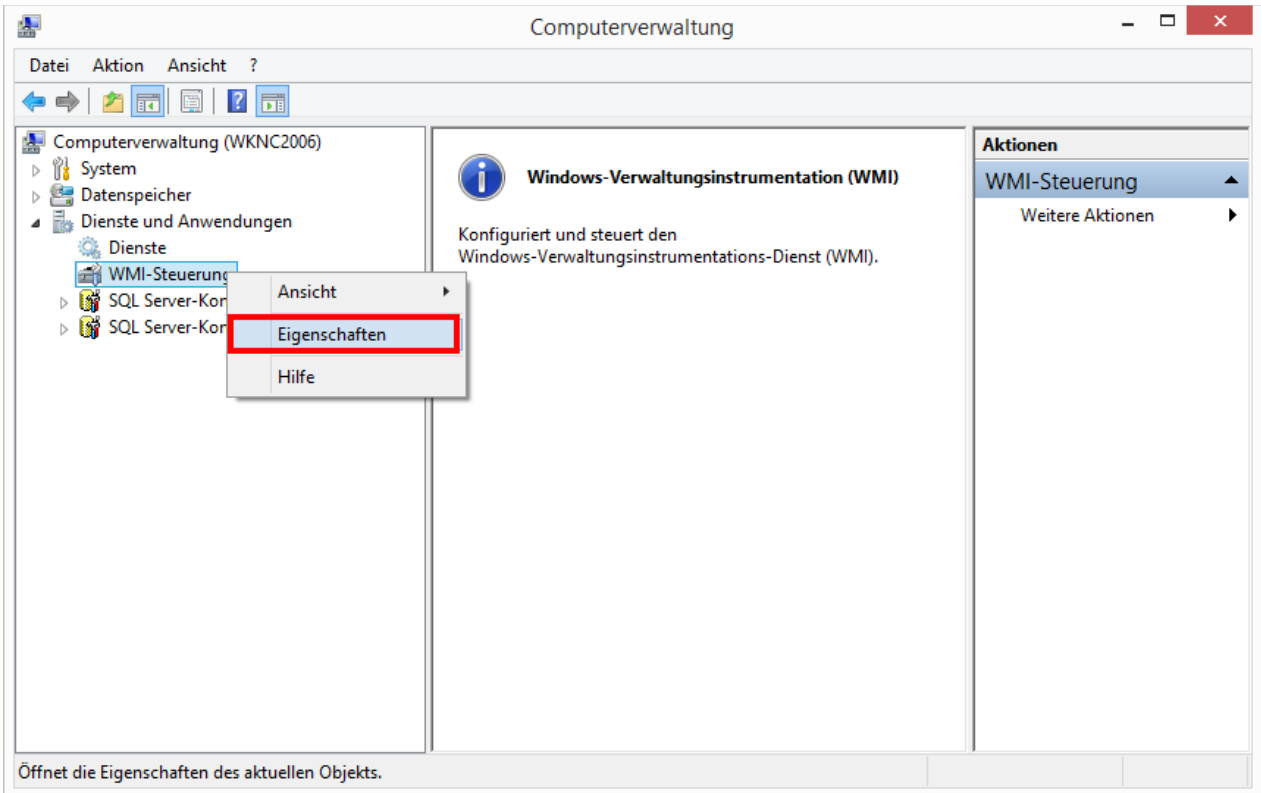 Computerverwaltung
Datei Aktion Ansicht ?
Computerverwaltung (WKNC2006)
System
Datenspeicher
Dienste und Anwendungen
Dienste
WMI-Steuerung
SQL Server-Kor
SQL Server-Kor
Ansicht
Eigenschaften
Hilfe
Windows-Verwaltungsinstrumentation (WMI)
Konfiguriert und steuert den
Windows-Verwaltungsinstrumentations-Dienst (WMI).
Aktionen
WMI-Steuerung
Weitere Aktionen
Öffnet die Eigenschaften des aktuellen Objekts.